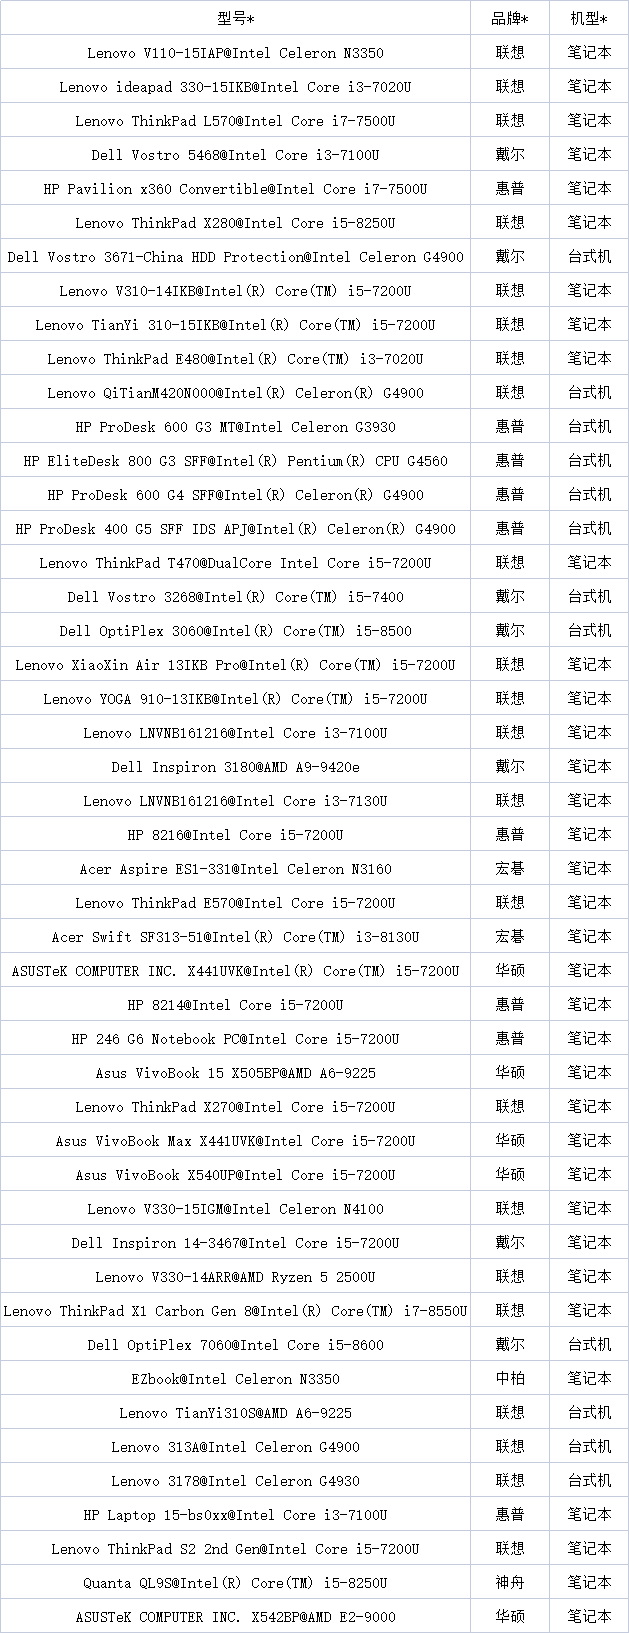 型号* 品牌* 机型*
Lenovo V110-15IAP@Intel Celeron N3350 联想 笔记本
Lenovo ideapad 330-15IKB@Intel Core i3-7020U 联想 笔记本
Lenovo ThinkPad L570@Intel Core i7-7500U 联想 笔记本
Dell Vostro 5468@Intel Core i3-7100U 戴尔 笔记本
HP Pavilion x360 Convertible@Intel Core i7-7500U 惠普 笔记本
Lenovo ThinkPad X280@Intel Core i5-8250U 联想 笔记本
Dell Vostro 3671-China HDD Protection@Intel Celeron G4900 戴尔 台式机
Lenovo V310-14IKB@Intel(R) Core(TM) i5-7200U 联想 笔记本
Lenovo TianYi 310-15IKB@Intel(R) Core(TM) i5-7200U 联想 笔记本
Lenovo ThinkPad E480@Intel(R) Core(TM) i3-7020U 联想 笔记本
Lenovo QiTianM420N000@Intel(R) Celeron(R) G4900 联想 台式机
HP ProDesk 600 G3 MT@Intel Celeron G3930 惠普 台式机
HP EliteDesk 800 G3 SFF@Intel(R) Pentium(R) CPU G4560 惠普 台式机
HP ProDesk 600 G4 SFF@Intel(R) Celeron(R) G4900 惠普 台式机
HP ProDesk 400 G5 SFF IDS APJ@Intel(R) Celeron(R) G4900 惠普 台式机
Lenovo ThinkPad T470@DualCore Intel Core i5-7200U 联想 笔记本
Dell Vostro 3268@Intel(R) Core(TM) i5-7400 戴尔 台式机
Dell OptiPlex 3060@Intel(R) Core(TM) i5-8500 戴尔 台式机
Lenovo XiaoXin Air 13IKB Pro@Intel(R) Core(TM) i5-7200U 联想 笔记本
Lenovo YOGA 910-13IKB@Intel(R) Core(TM) i5-7200U 联想 笔记本
Lenovo LNVNB161216@Intel Core i3-7100U 联想 笔记本
Dell Inspiron 3180@AMD A9-9420e 戴尔 笔记本
Lenovo LNVNB161216@Intel Core i3-7130U 联想 笔记本
HP 8216@Intel Core i5-7200U 惠普 笔记本
Acer Aspire ES1-331@Intel Celeron N3160 宏碁 笔记本
Lenovo ThinkPad E570@Intel Core i5-7200U 联想 笔记本
Acer Swift SF313-51@Intel(R) Core(TM) i3-8130U 宏碁 笔记本
ASUSTeK COMPUTER INC. X441UVK@Intel(R) Core(TM) i5-7200U 华硕 笔记本
HP 8214@Intel Core i5-7200U 惠普 笔记本
HP 246 G6 Notebook PC@Intel Core i5-7200U 惠普 笔记本
Asus VivoBook 15 X505BP@AMD A6-9225 华硕 笔记本
Lenovo ThinkPad X270@Intel Core i5-7200U 联想 笔记本
Asus VivoBook Max X441UVK@Intel Core i5-7200U 华硕 笔记本
Asus VivoBook X540UP@Intel Core i5-7200U 华硕 笔记本
Lenovo V330-15IGM@Intel Celeron N4100 联想 笔记本
Dell Inspiron 14-3467@Intel Core i5-7200U 戴尔 笔记本
Lenovo V330-14ARR@AMD Ryzen 5 2500U 联想 笔记本
Lenovo ThinkPad X1 Carbon Gen 8@Intel(R) Core(TM) i7-8550U 联想 笔记本
Dell OptiPlex 7060@Intel Core i5-8600 戴尔 台式机
EZbook@Intel Celeron N3350 中柏 笔记本
Lenovo TianYi310S@AMD A6-9225 联想 台式机
Lenovo 313A@Intel Celeron G4900 联想 台式机
Lenovo 3178@Intel Celeron G4930 联想 台式机
HP Laptop 15-bs0xx@Intel Core i3-7100U 惠普 笔记本
Lenovo ThinkPad S2 2nd Gen@Intel Core i5-7200U 联想 笔记本
Quanta QL9S@Intel(R) Core(TM) i5-8250U 神舟 笔记本
ASUSTeK COMPUTER INC. X542BP@AMD E2-9000 华硕 笔记本